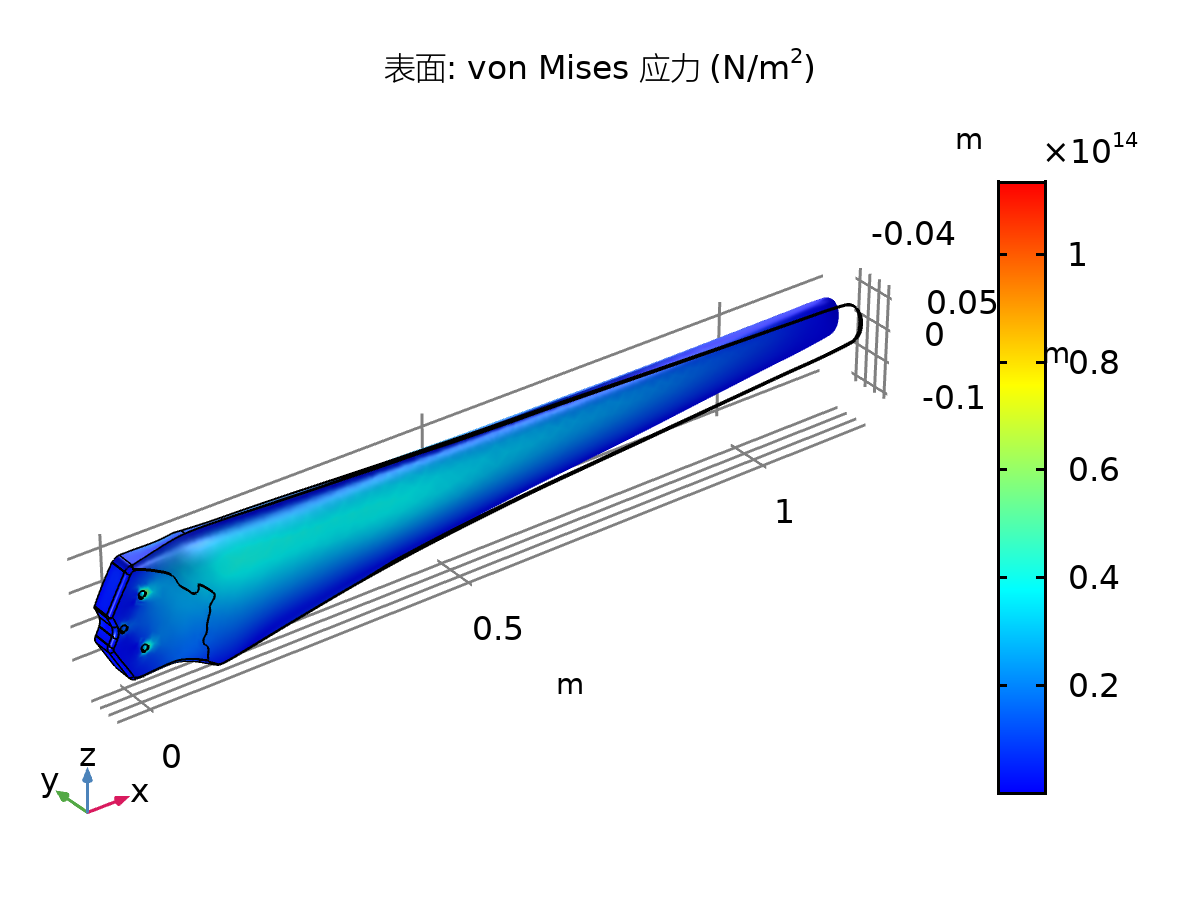 表面: von Mises 应力 (N/m²)
m
×10¹⁴
-0.04
1
0.05
0
m
0.8
-0.1
0.6
1
0.4
0.5
m
0.2
0
z
y
x